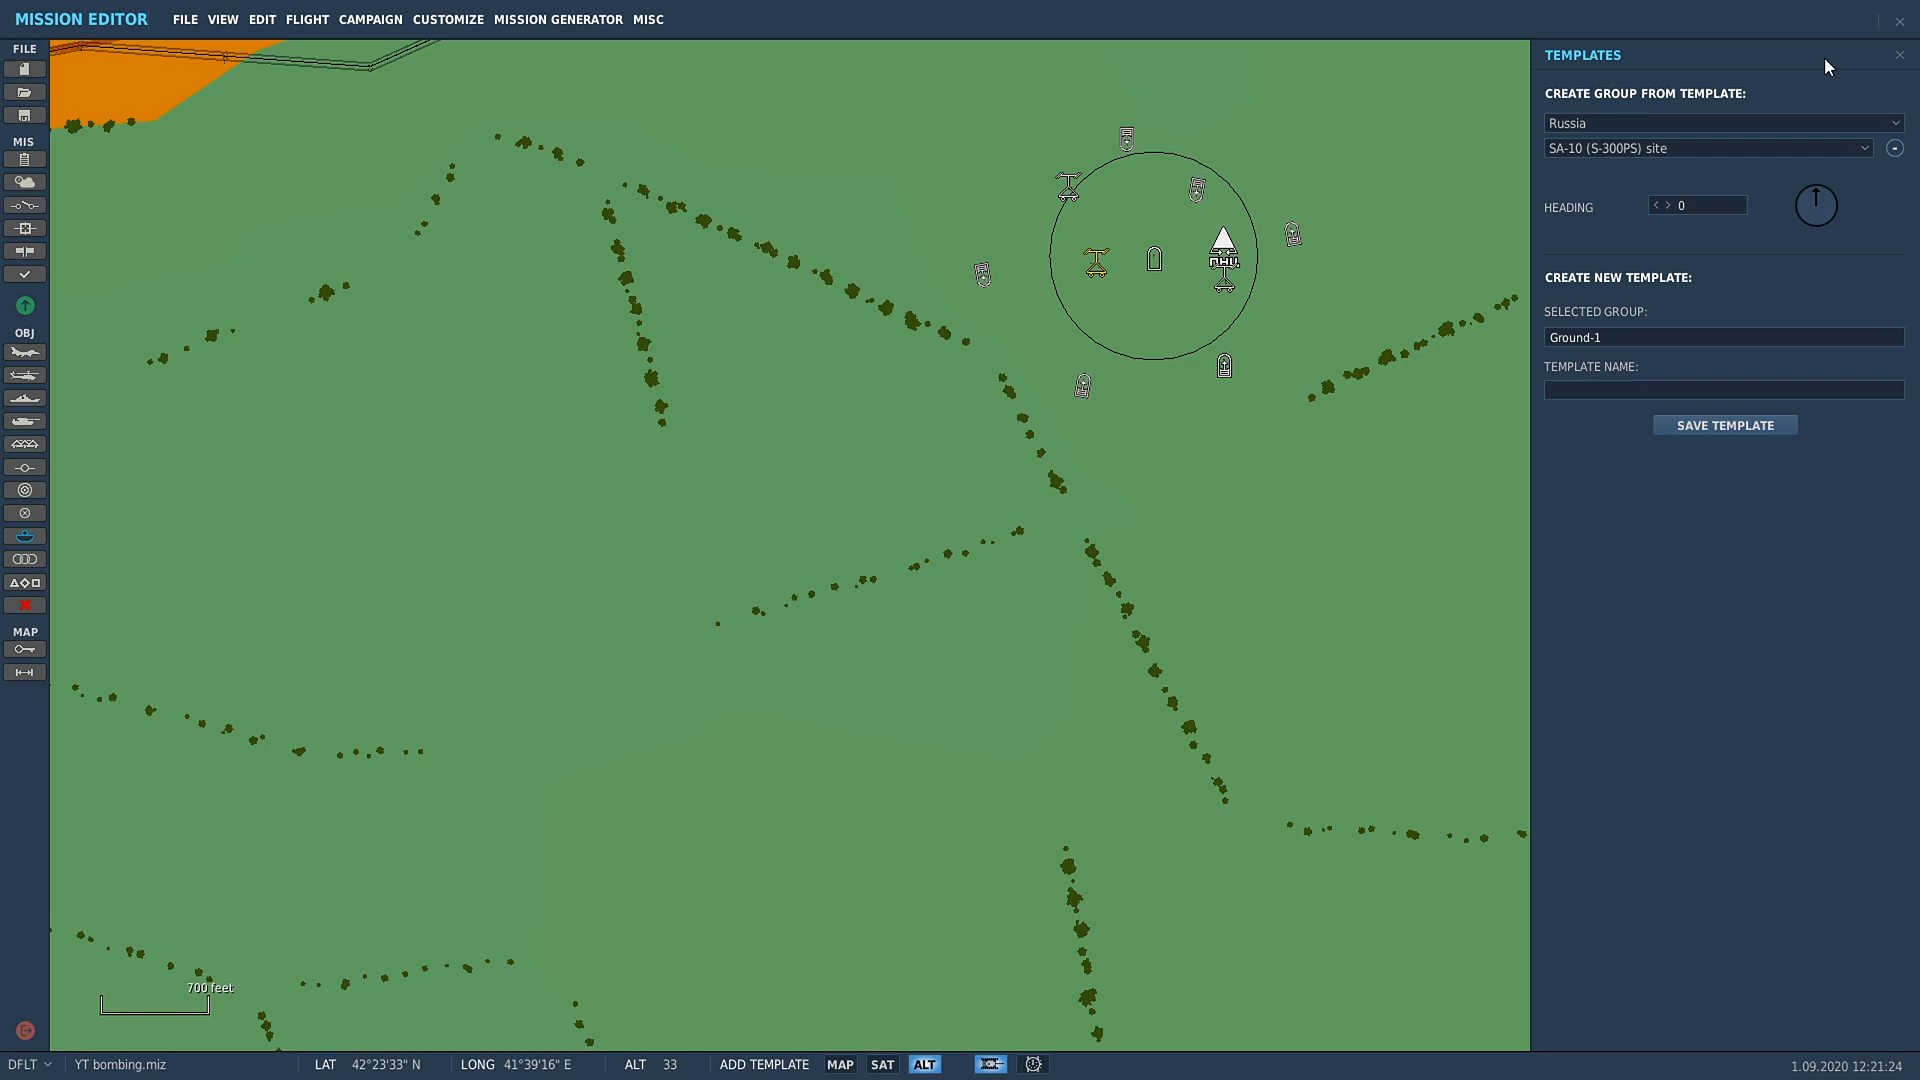 MISSION EDITOR
FILE VIEW EDIT FLIGHT CAMPAIGN CUSTOMIZE MISSION GENERATOR MISC
FILE
MIS
OBJ
MAP
TEMPLATES
CREATE GROUP FROM TEMPLATE:
Russia
SA-10 (S-300PS) site
HEADING
0
CREATE NEW TEMPLATE:
SELECTED GROUP:
Ground-1
TEMPLATE NAME:
SAVE TEMPLATE
700 feet
DFLT YT bombing.miz LAT 42°23'33" N LONG 41°39'16" E ALT 33 ADD TEMPLATE MAP SAT ALT 1.09.2020 12:21:24